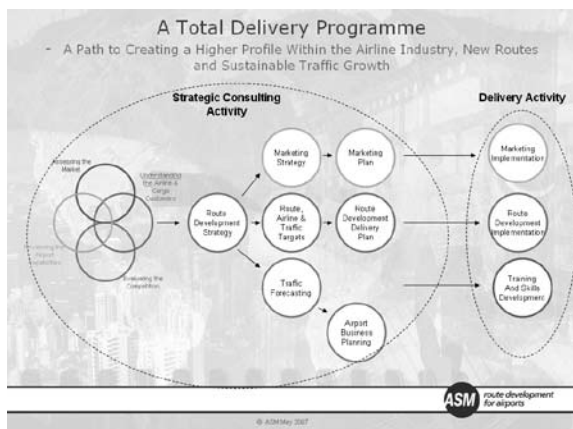 A Total Delivery Programme
- A Path to Creating a Higher Profile Within the Airline Industry, New Routes
and Sustainable Traffic Growth
Strategic Consulting
Activity
Delivery Activity
Assessing the
Market
Understanding
the Airline &
Cargo
Customers
Evaluating the
Competition
Route
Development
Strategy
Marketing
Strategy
Marketing
Plan
Marketing
Implementation
Route,
Airline &
Traffic
Targets
Route
Development
Delivery
Plan
Route
Development
Implementation
Traffic
Forecasting
Training
And Skills
Development
Airport
Business
Planning
ASM
route development
for airports
© ASM May 2007